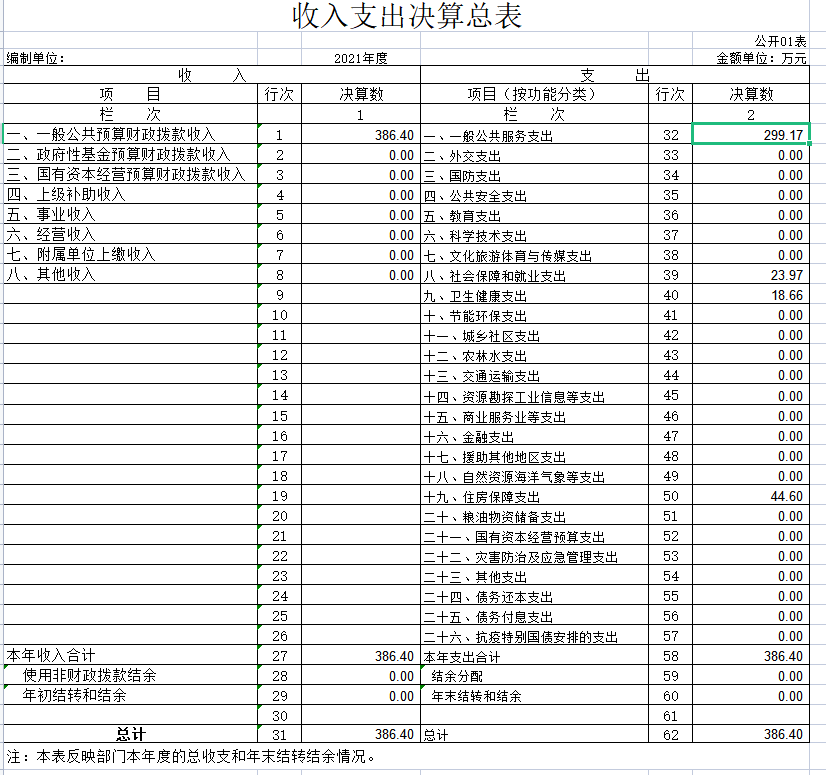 收入支出决算总表
公开01表
编制单位: 2021年度 金额单位:万元
收 入 支 出
项 目 行次 决算数 项目(按功能分类) 行次 决算数
栏 次 1 栏 次 2
一、一般公共预算财政拨款收入 1 386.40 一、一般公共服务支出 32 299.17
二、政府性基金预算财政拨款收入 2 0.00 二、外交支出 33 0.00
三、国有资本经营预算财政拨款收入 3 0.00 三、国防支出 34 0.00
四、上级补助收入 4 0.00 四、公共安全支出 35 0.00
五、事业收入 5 0.00 五、教育支出 36 0.00
六、经营收入 6 0.00 六、科学技术支出 37 0.00
七、附属单位上缴收入 7 0.00 七、文化旅游体育与传媒支出 38 0.00
八、其他收入 8 0.00 八、社会保障和就业支出 39 23.97
9 九、卫生健康支出 40 18.66
10 十、节能环保支出 41 0.00
11 十一、城乡社区支出 42 0.00
12 十二、农林水支出 43 0.00
13 十三、交通运输支出 44 0.00
14 十四、资源勘探工业信息等支出 45 0.00
15 十五、商业服务业等支出 46 0.00
16 十六、金融支出 47 0.00
17 十七、援助其他地区支出 48 0.00
18 十八、自然资源海洋气象等支出 49 0.00
19 十九、住房保障支出 50 44.60
20 二十、粮油物资储备支出 51 0.00
21 二十一、国有资本经营预算支出 52 0.00
22 二十二、灾害防治及应急管理支出 53 0.00
23 二十三、其他支出 54 0.00
24 二十四、债务还本支出 55 0.00
25 二十五、债务付息支出 56 0.00
26 二十六、抗疫特别国债安排的支出 57 0.00
本年收入合计 27 386.40 本年支出合计 58 386.40
使用非财政拨款结余 28 0.00 结余分配 59 0.00
年初结转和结余 29 0.00 年末结转和结余 60 0.00
30 61
总计 31 386.40 总计 62 386.40
注:本表反映部门本年度的总收支和年末结转结余情况。